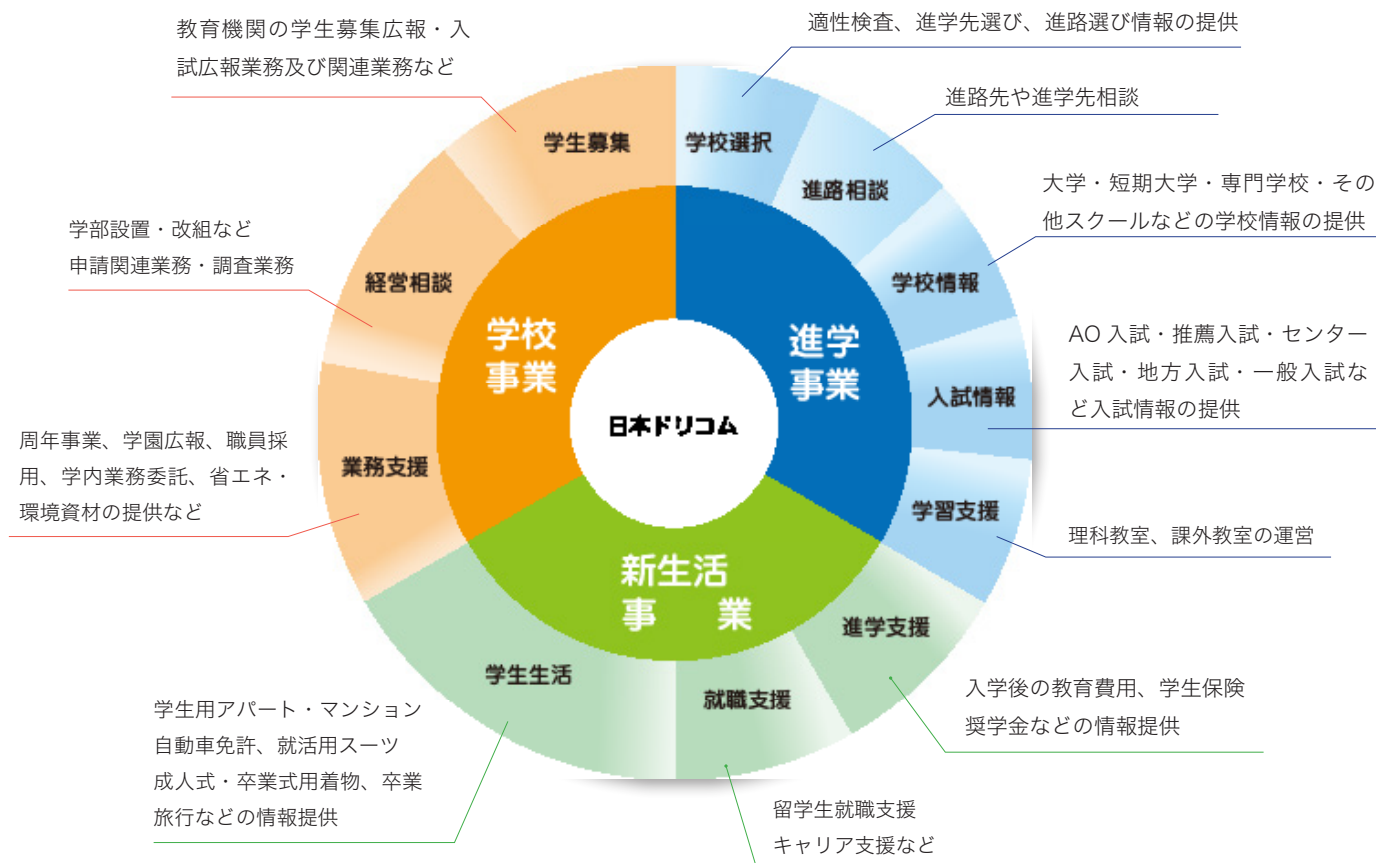 教育機関の学生募集広報・入
試広報業務及び関連業務など
適性検査、進学先選び、進路選び情報の提供
進路先や進学先相談
大学・短期大学・専門学校・その
他スクールなどの学校情報の提供
AO 入試・推薦入試・センター
入試・地方入試・一般入試な
ど入試情報の提供
理科教室、課外教室の運営
入学後の教育費用、学生保険
奨学金などの情報提供
留学生就職支援
キャリア支援など
学生用アパート・マンション
自動車免許、就活用スーツ
成人式・卒業式用着物、卒業
旅行などの情報提供
周年事業、学園広報、職員採
用、学内業務委託、省エネ・
環境資材の提供など
学部設置・改組など
申請関連業務・調査業務
学生募集
学校選択
進路相談
学校情報
入試情報
学習支援
進学支援
就職支援
学生生活
業務支援
経営相談
学校
事業
進学
事業
新生活
事　業
日本ドリコム